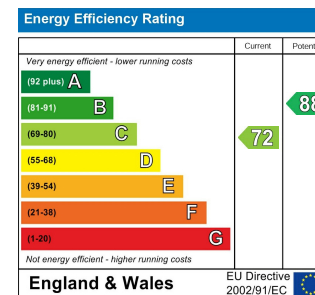 Energy Efficiency Rating
Current
Very energy efficient - lower running costs
(92 plus) A
(81-91) B
88
(69-80) C
72
(55-68) D
(39-54) E
(21-38) F
(1-20) G
Not energy efficient - higher running costs
England & Wales
EU Directive
2002/91/EC